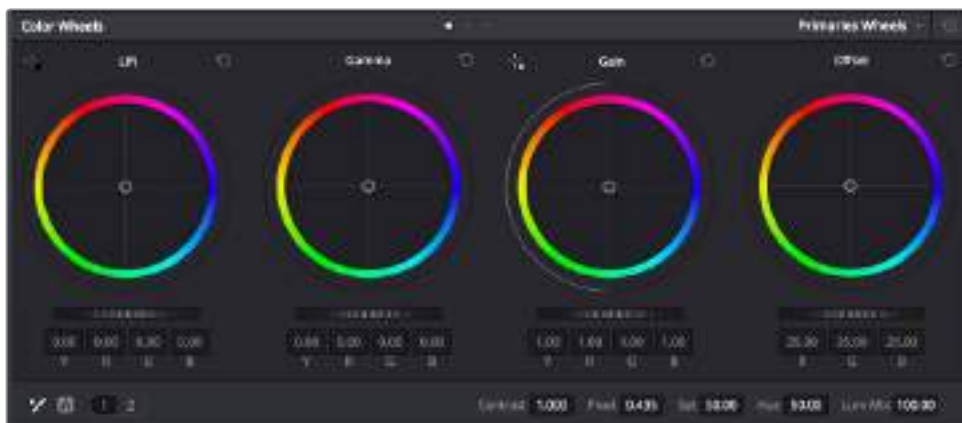 Color Wheels Primaries Wheels
Lift Gamma Gain Offset
0.00 0.00 0.00 0.00 0.00 0.00 0.00 0.00 1.00 1.00 1.00 25.00 25.00 25.00
Y R G B Y R G B Y R G B R G B
1 2 Contrast 1.000 Pivot 0.435 Sat 50.00 Hue 50.00 Lum Mix 100.00